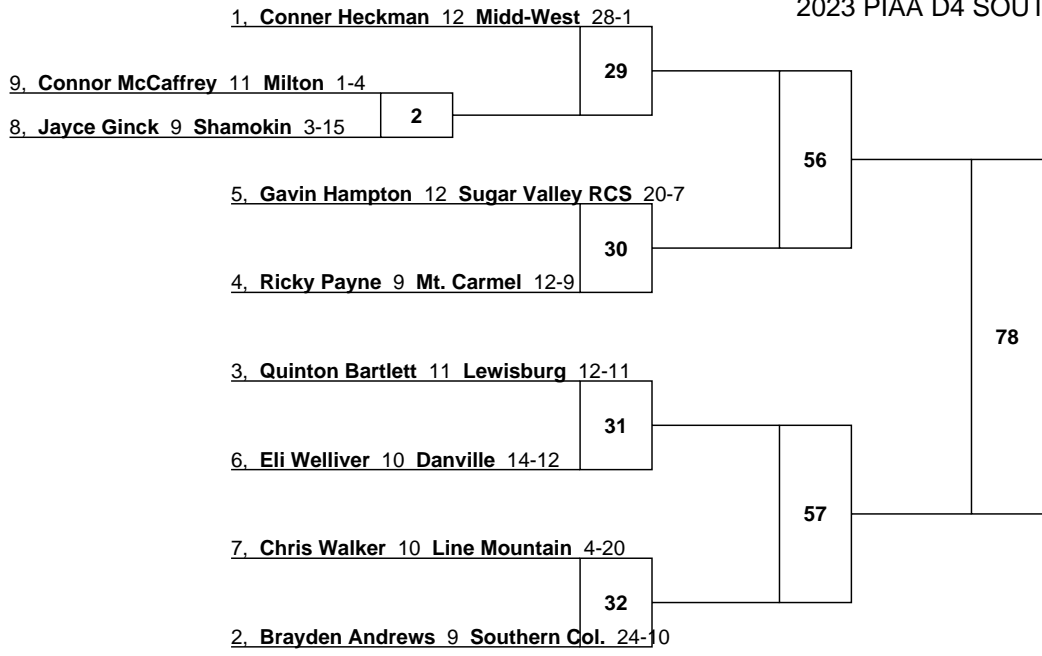 2023 PIAA D4 SOUT
1, Conner Heckman 12 Midd-West 28-1
29
9, Connor McCaffrey 11 Milton 1-4
2
8, Jayce Ginck 9 Shamokin 3-15
56
5, Gavin Hampton 12 Sugar Valley RCS 20-7
30
4, Ricky Payne 9 Mt. Carmel 12-9
78
3, Quinton Bartlett 11 Lewisburg 12-11
31
6, Eli Welliver 10 Danville 14-12
57
7, Chris Walker 10 Line Mountain 4-20
32
2, Brayden Andrews 9 Southern Col. 24-10